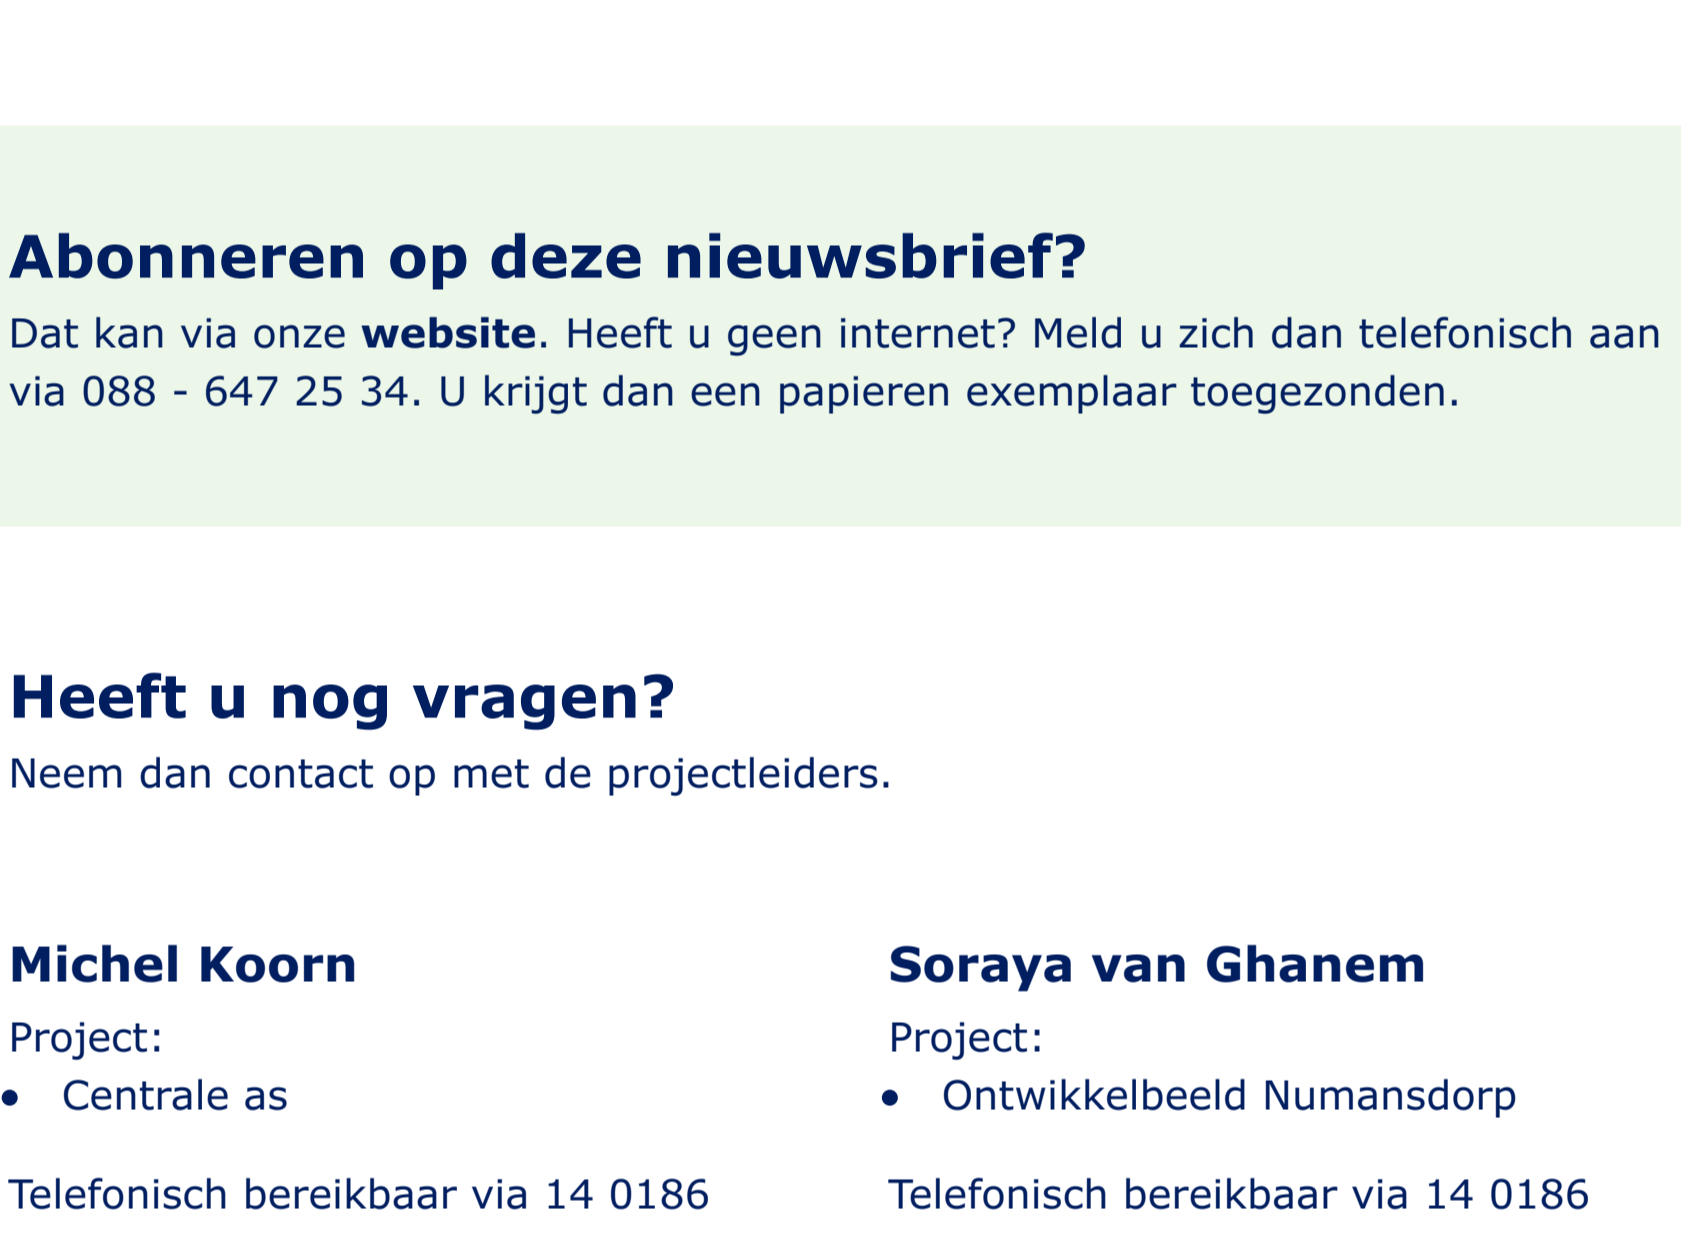 Abonneren op deze nieuwsbrief?
Dat kan via onze website. Heeft u geen internet? Meld u zich dan telefonisch aan
via 088 - 647 25 34. U krijgt dan een papieren exemplaar toegezonden.
Heeft u nog vragen?
Neem dan contact op met de projectleiders.
Michel Koorn
Project:
• Centrale as
Telefonisch bereikbaar via 14 0186
Soraya van Ghanem
Project:
• Ontwikkelbeeld Numansdorp
Telefonisch bereikbaar via 14 0186